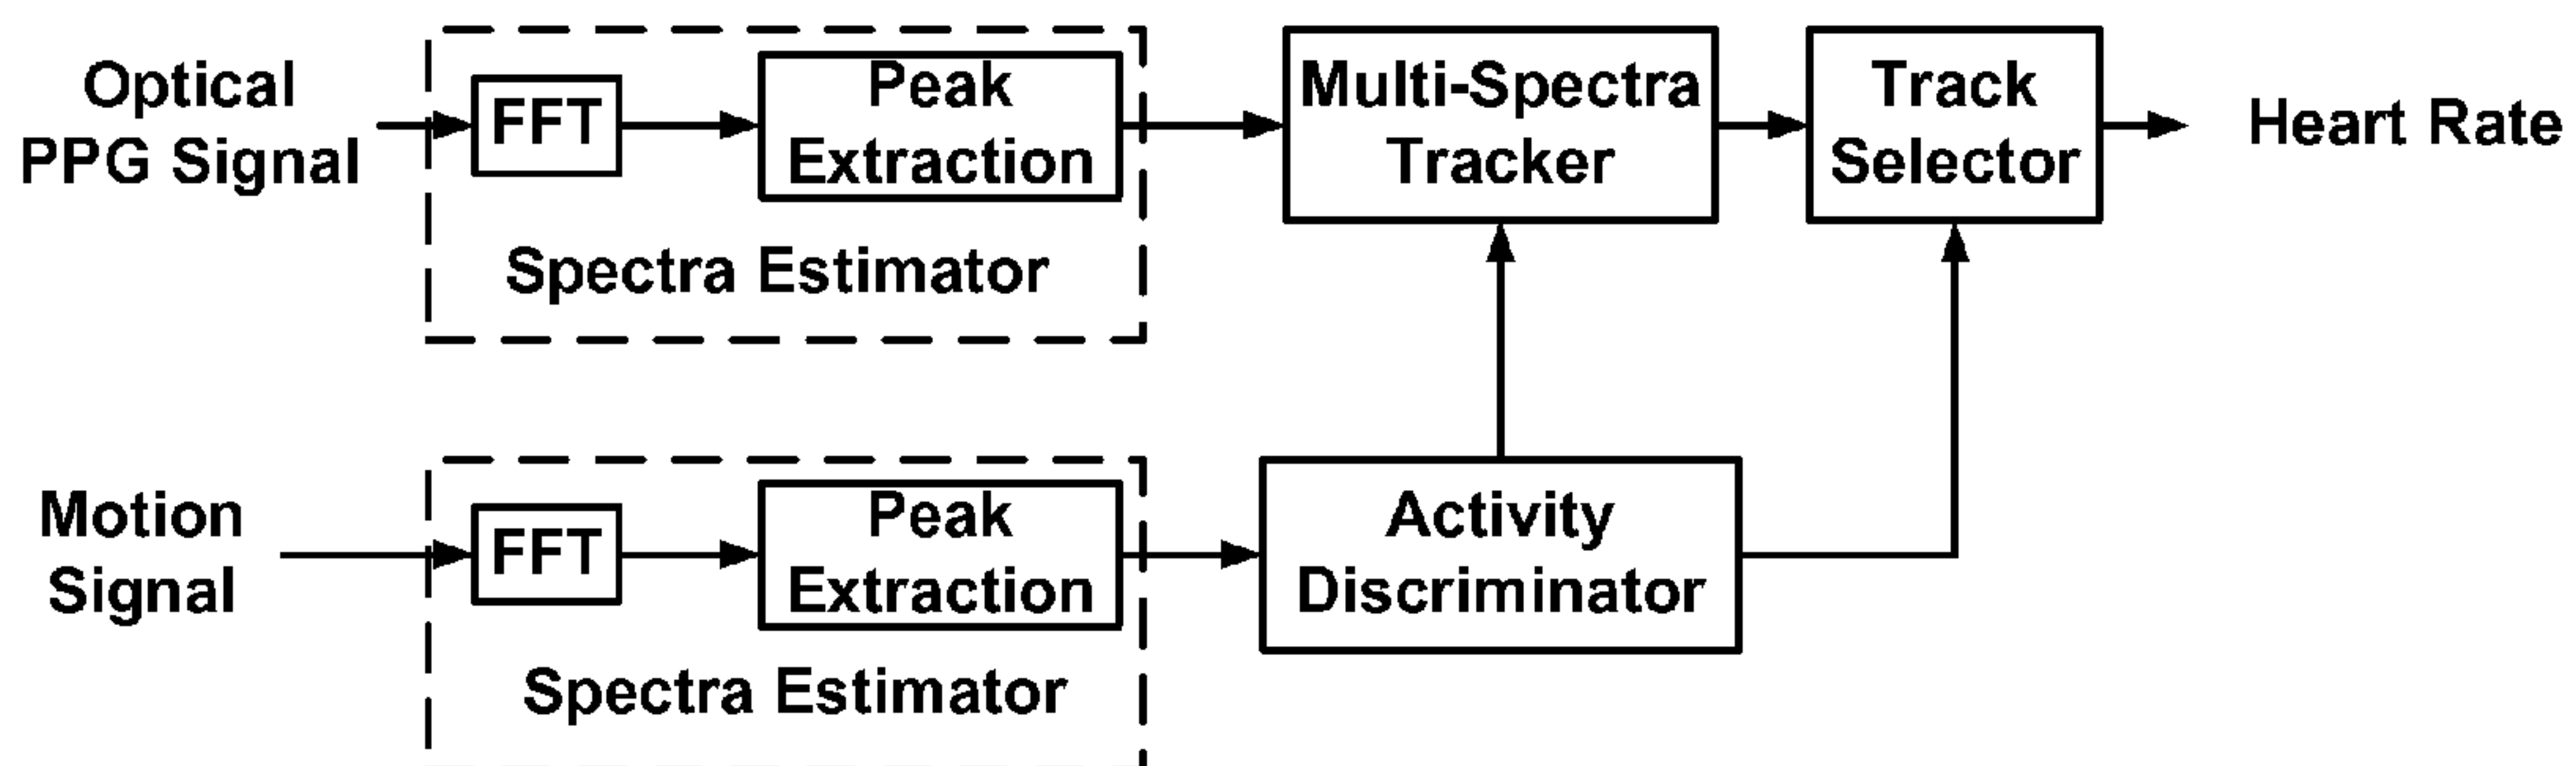 Optical
PPG Signal
FFT
Peak
Extraction
Spectra Estimator
Multi-Spectra
Tracker
Track
Selector
Heart Rate
Motion
Signal
FFT
Peak
Extraction
Spectra Estimator
Activity
Discriminator